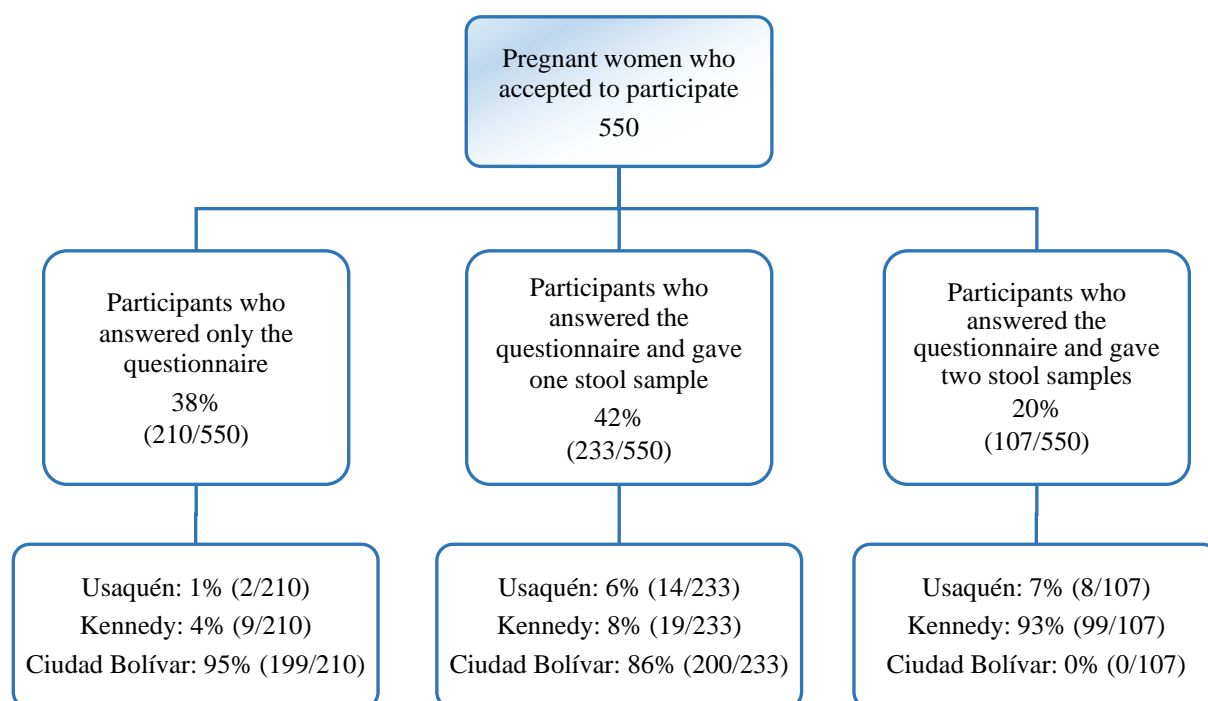 Pregnant women who
accepted to participate
550
Participants who
answered only the
questionnaire
38%
(210/550)
Participants who
answered the
questionnaire and gave
one stool sample
42%
(233/550)
Participants who
answered the
questionnaire and gave
two stool samples
20%
(107/550)
Usaquén: 1% (2/210)
Kennedy: 4% (9/210)
Ciudad Bolívar: 95% (199/210)
Usaquén: 6% (14/233)
Kennedy: 8% (19/233)
Ciudad Bolívar: 86% (200/233)
Usaquén: 7% (8/107)
Kennedy: 93% (99/107)
Ciudad Bolívar: 0% (0/107)